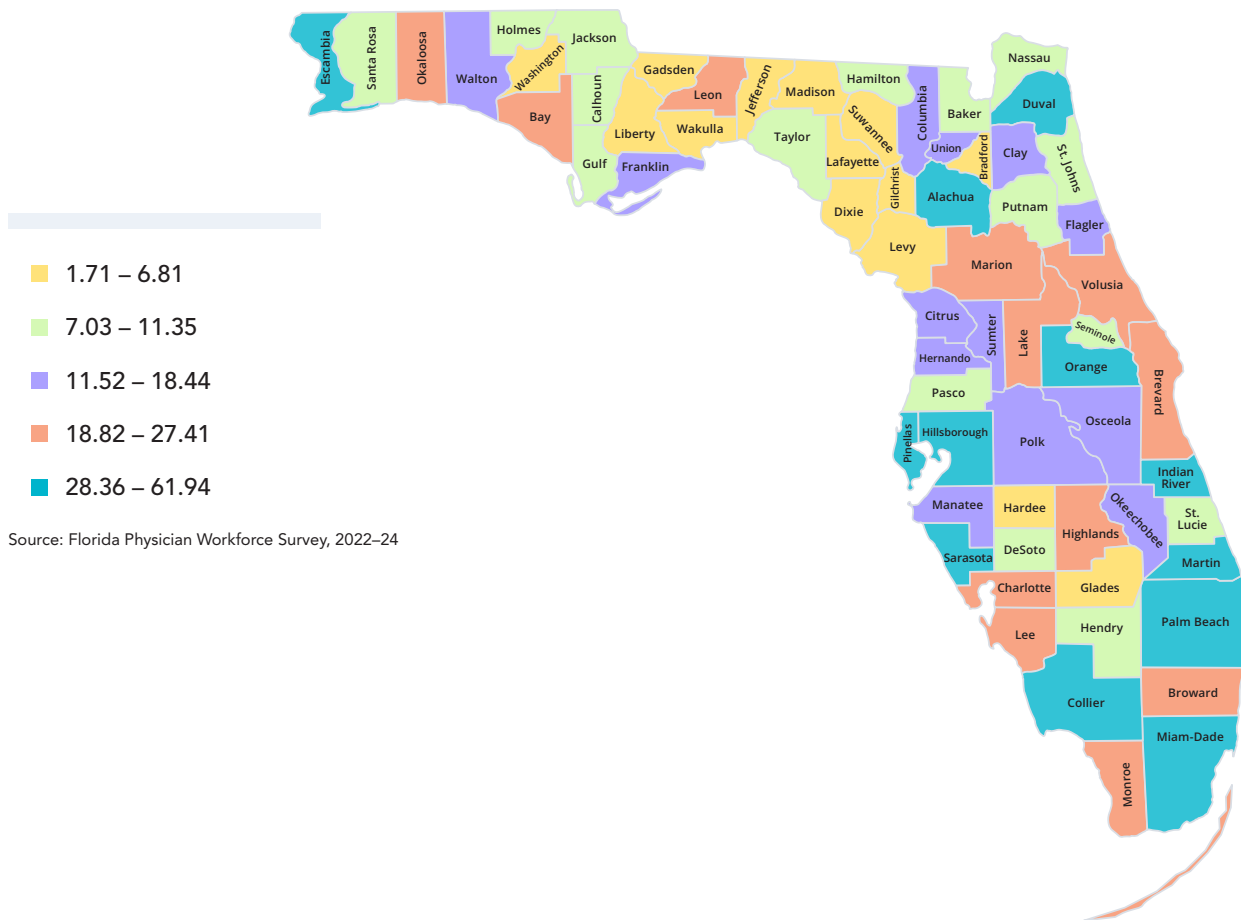 Escambia
Santa Rosa
Okaloosa
Walton
Holmes
Washington
Jackson
Bay
Calhoun
Gulf
Gadsden
Liberty
Leon
Wakulla
Franklin
Jefferson
Madison
Taylor
Hamilton
Suwannee
Lafayette
Dixie
Gilchrist
Columbia
Baker
Union
Bradford
Nassau
Duval
Clay
St. Johns
Alachua
Putnam
Flagler
Levy
Marion
Volusia
Citrus
Sumter
Lake
Seminole
Hernando
Orange
Brevard
Pasco
Pinellas
Hillsborough
Polk
Osceola
Indian
River
Manatee
Hardee
Highlands
Okeechobee
St.
Lucie
Sarasota
DeSoto
Martin
Charlotte
Glades
Lee
Hendry
Palm Beach
Collier
Broward
Miam-Dade
Monroe
1.71 – 6.81
7.03 – 11.35
11.52 – 18.44
18.82 – 27.41
28.36 – 61.94
Source: Florida Physician Workforce Survey, 2022–24